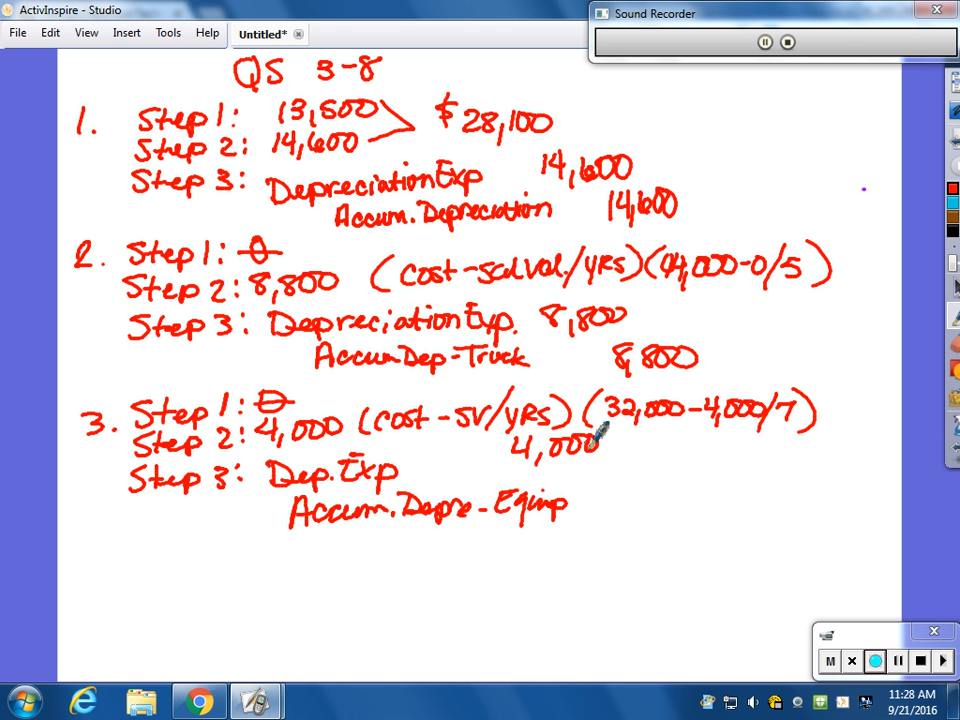 ActivInspire - Studio
Sound Recorder
File Edit View Insert Tools Help Untitled*
QS 3-8
1. Step 1: 13,500 $28,100
Step 2: 14,600
Step 3: Depreciation Exp 14,600
Accum. Depreciation 14,600
2. Step 1: 0
Step 2: 8,800 (cost-salval./yrs) (44,000-0/5)
Step 3: Depreciation Exp. 8,800
Accum Dep-Truck 8,800
3. Step 1: 0
Step 2: 4,000 (cost-SV/yrs) (32,000-4,000/7)
Step 3: Dep. Exp 4,000
Accum. Depre-Equip
M
11:28 AM
9/21/2016